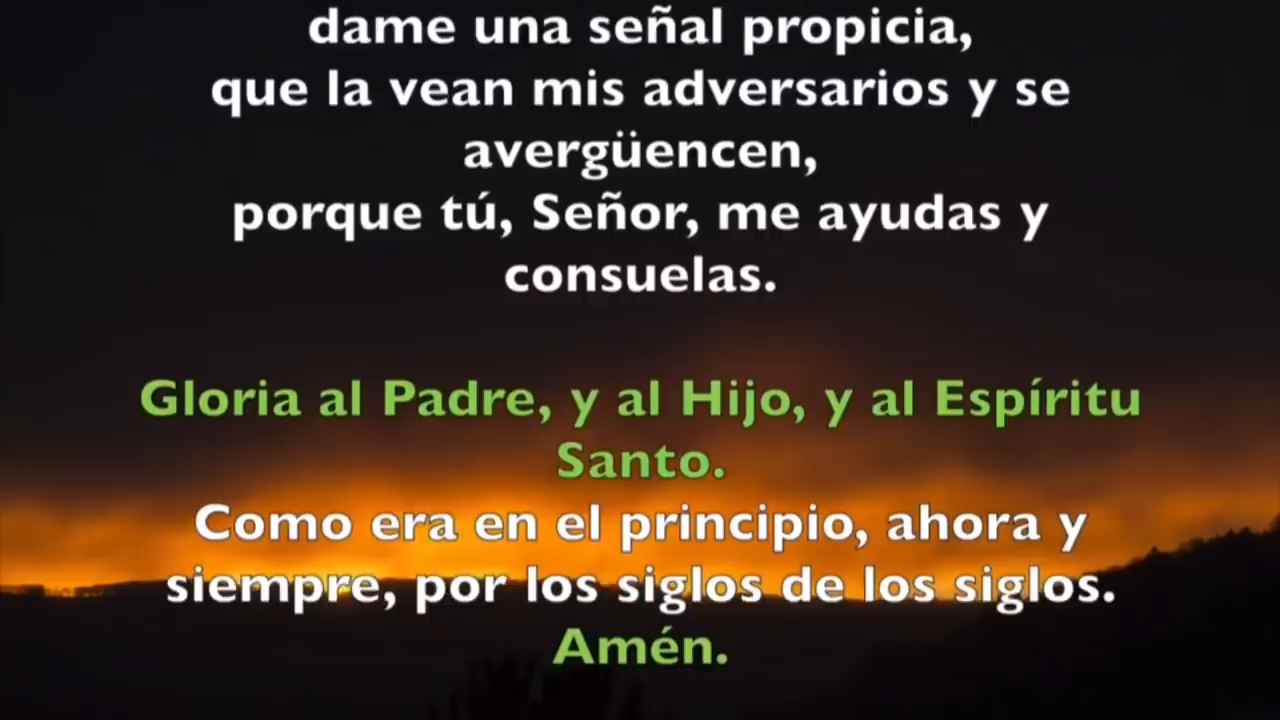 dame una señal propicia,
que la vean mis adversarios y se
avergüencen,
porque tú, Señor, me ayudas y
consuelas.
Gloria al Padre, y al Hijo, y al Espíritu
Santo.
Como era en el principio, ahora y
siempre, por los siglos de los siglos.
Amén.